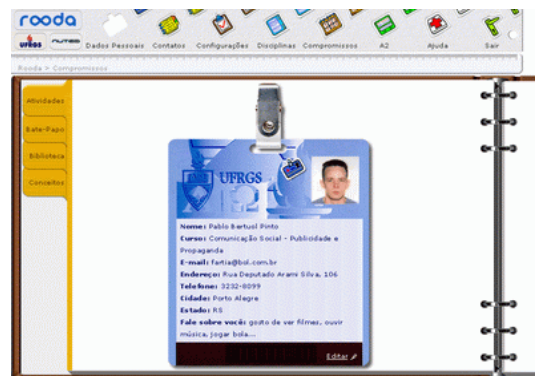 rooda
UFRGS NUTED
Dados Pessoais Contatos Configurações Disciplinas Compromissos A2 Ajuda Sair
Rooda > Compromissos
Atividades
Bate-Papo
Biblioteca
Conceitos
UFRGS
Nome: Pablo Bertuol Pinto
Curso: Comunicação Social - Publicidade e
Propaganda
E-mail: fartia@bol.com.br
Endereço: Rua Deputado Arami Silva, 106
Telefone: 3232-8099
Cidade: Porto Alegre
Estado: RS
Fale sobre você: gosto de ver filmes, ouvir
música, jogar bola...
Editar